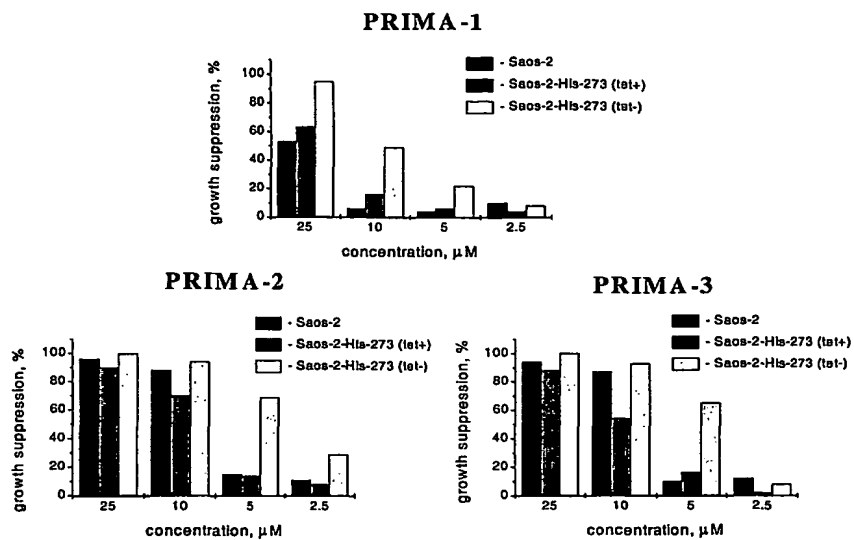 PRIMA-1
- Saos-2
- Saos-2-His-273 (tet+)
- Saos-2-His-273 (tet-)
growth suppression, %
100
80
60
40
20
0
25 10 5 2.5
concentration, µM
PRIMA-2
- Saos-2
- Saos-2-His-273 (tet+)
- Saos-2-His-273 (tet-)
growth suppression, %
100
80
60
40
20
0
25 10 5 2.5
concentration, µM
PRIMA-3
- Saos-2
- Saos-2-His-273 (tet+)
- Saos-2-His-273 (tet-)
growth suppression, %
100
80
60
40
20
0
25 10 5 2.5
concentration, µM